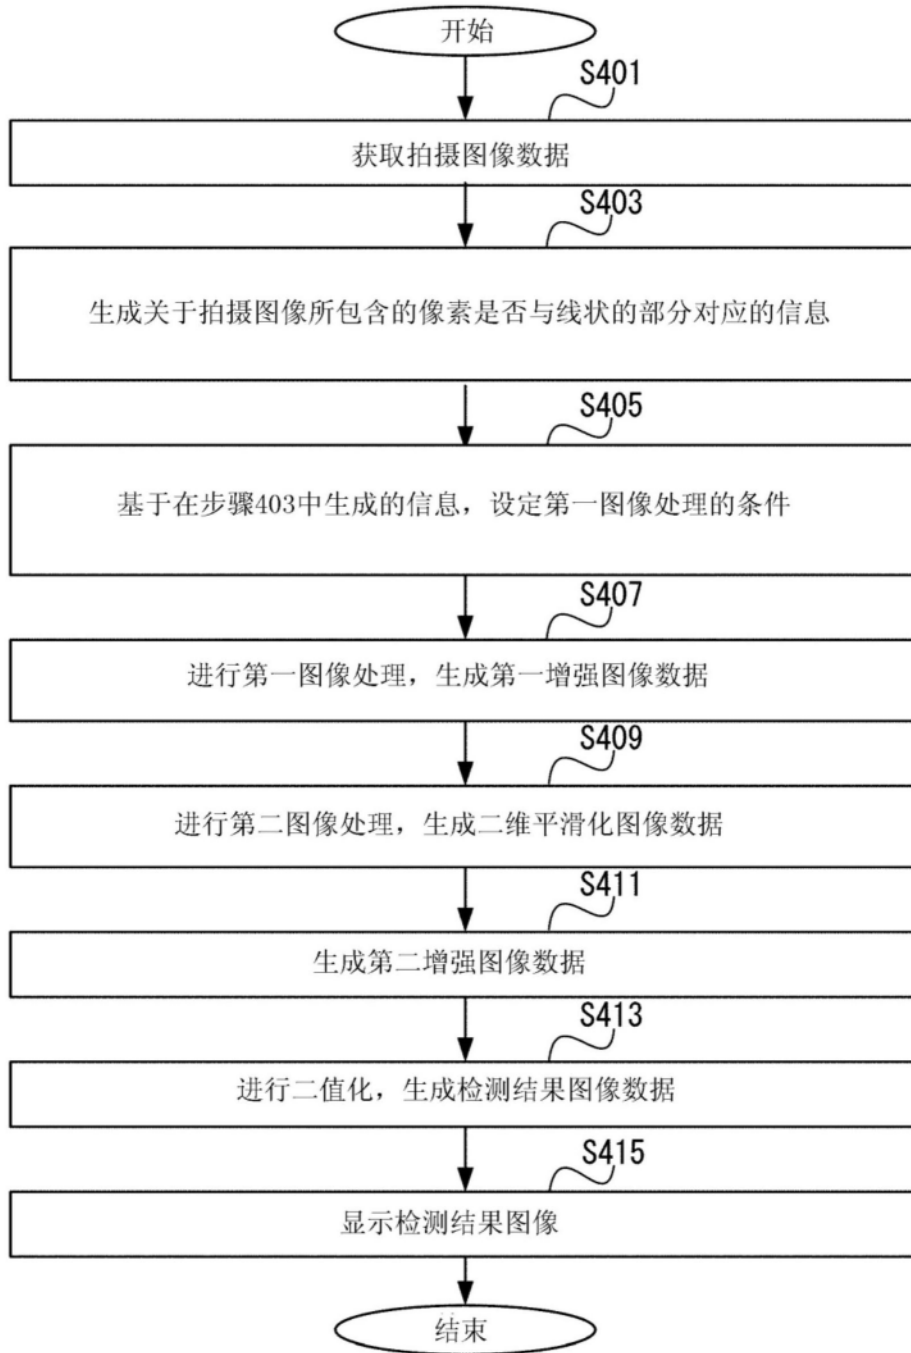 开始
S401
获取拍摄图像数据
S403
生成关于拍摄图像所包含的像素是否与线状的部分对应的信息
S405
基于在步骤403中生成的信息，设定第一图像处理的条件
S407
进行第一图像处理，生成第一增强图像数据
S409
进行第二图像处理，生成二维平滑化图像数据
S411
生成第二增强图像数据
S413
进行二值化，生成检测结果图像数据
S415
显示检测结果图像
结束